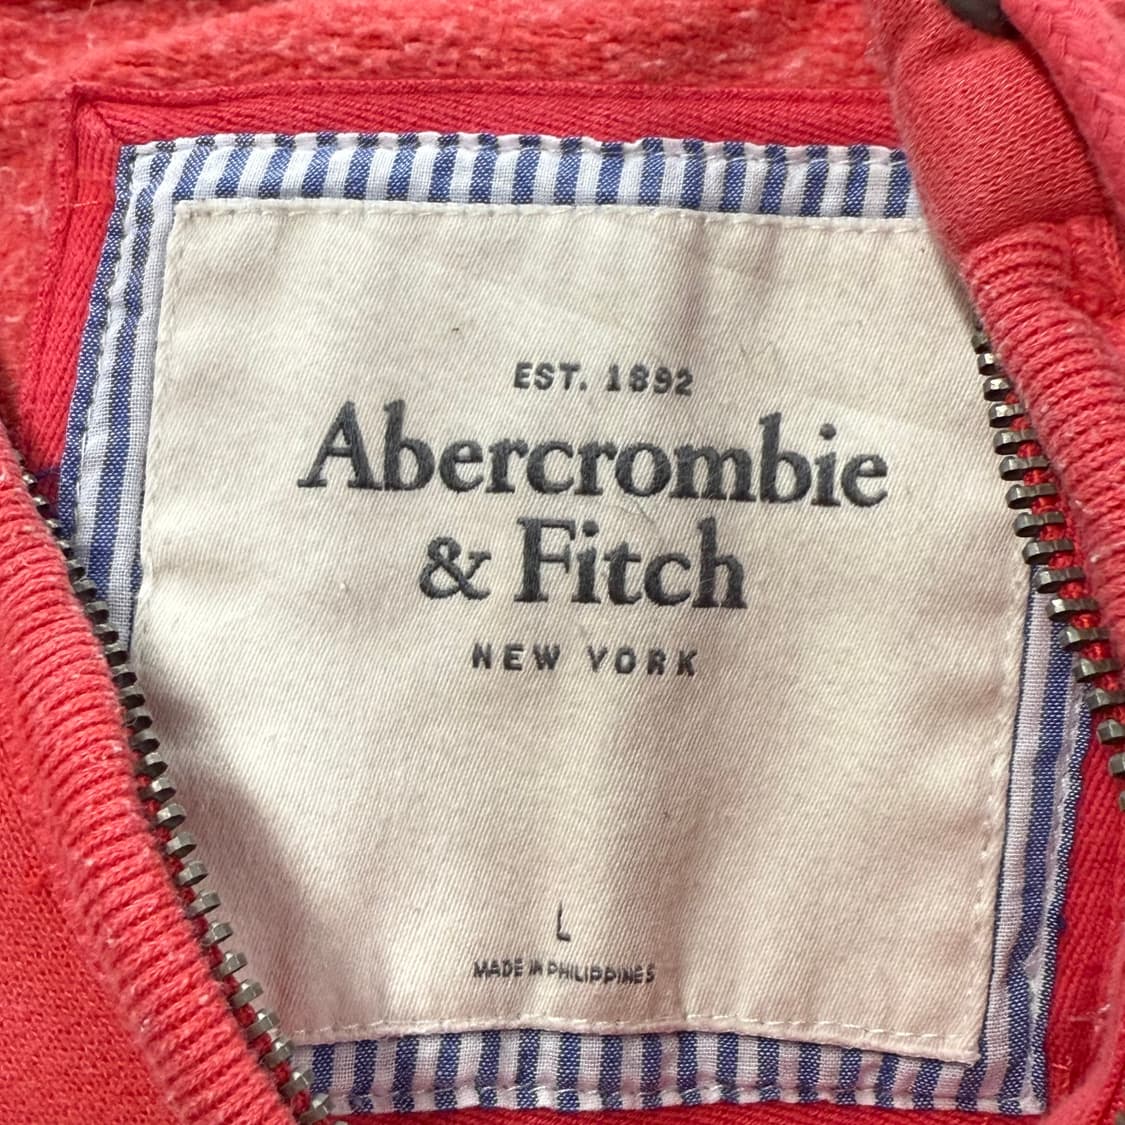 EST. 1892
Abercrombie
& Fitch
NEW YORK
L
MADE IN PHILIPPINES